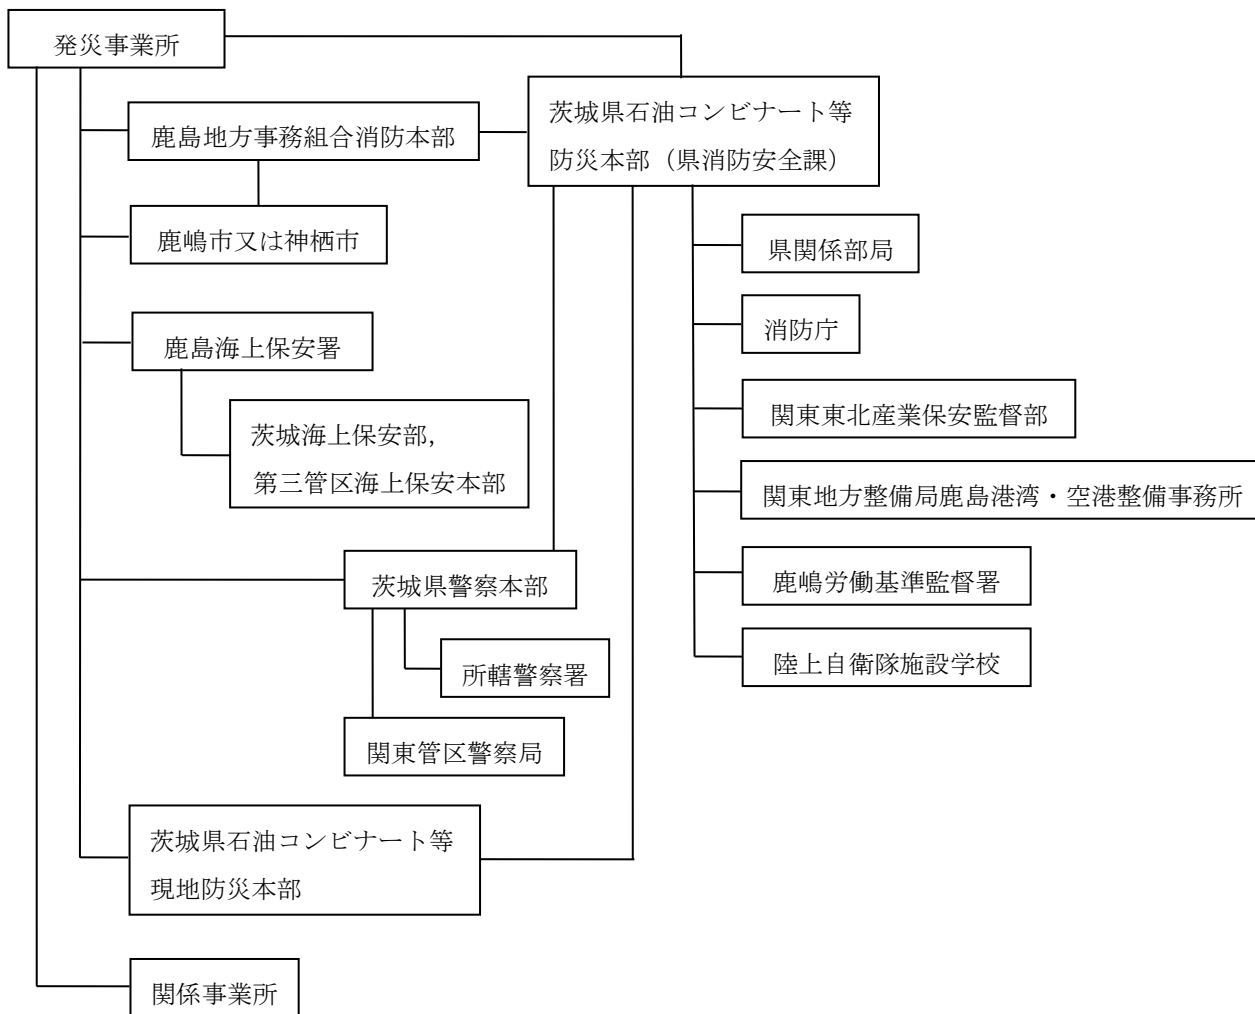 発災事業所
茨城県石油コンビナート等
防災本部（県消防安全課）
鹿島地方事務組合消防本部
鹿嶋市又は神栖市
県関係部局
消防庁
鹿島海上保安署
関東東北産業保安監督部
茨城海上保安部，
第三管区海上保安本部
関東地方整備局鹿島港湾・空港整備事務所
茨城県警察本部
鹿嶋労働基準監督署
所轄警察署
陸上自衛隊施設学校
関東管区警察局
茨城県石油コンビナート等
現地防災本部
関係事業所